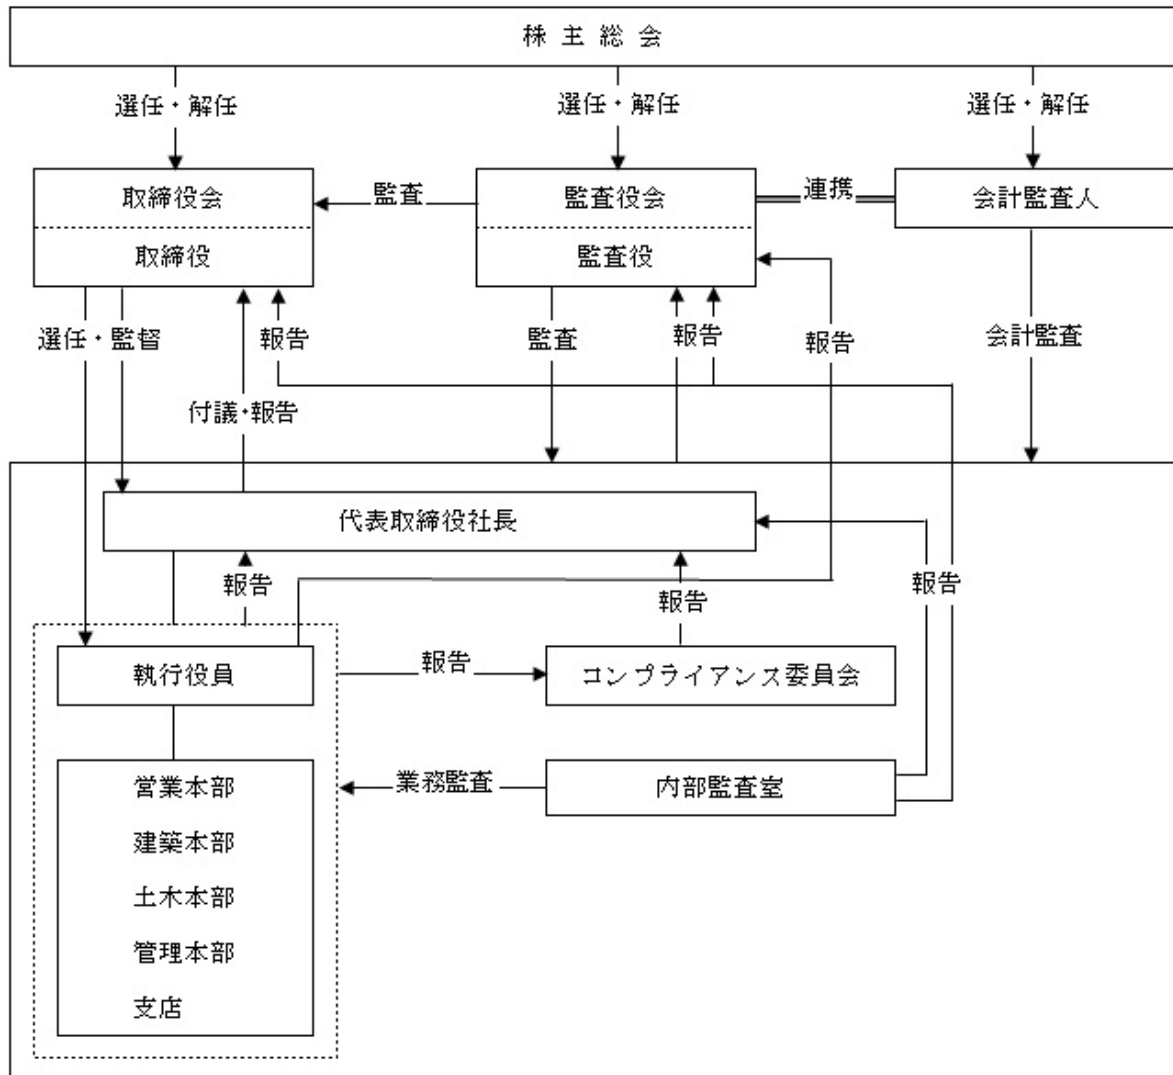 株主総会
選任・解任
選任・解任
選任・解任
取締役会
監査
監査役会
連携
会計監査人
取締役
監査役
選任・監督
報告
監査
報告
報告
会計監査
付議・報告
代表取締役社長
報告
報告
報告
執行役員
報告
コンプライアンス委員会
営業本部
業務監査
内部監査室
建築本部
土木本部
管理本部
支店